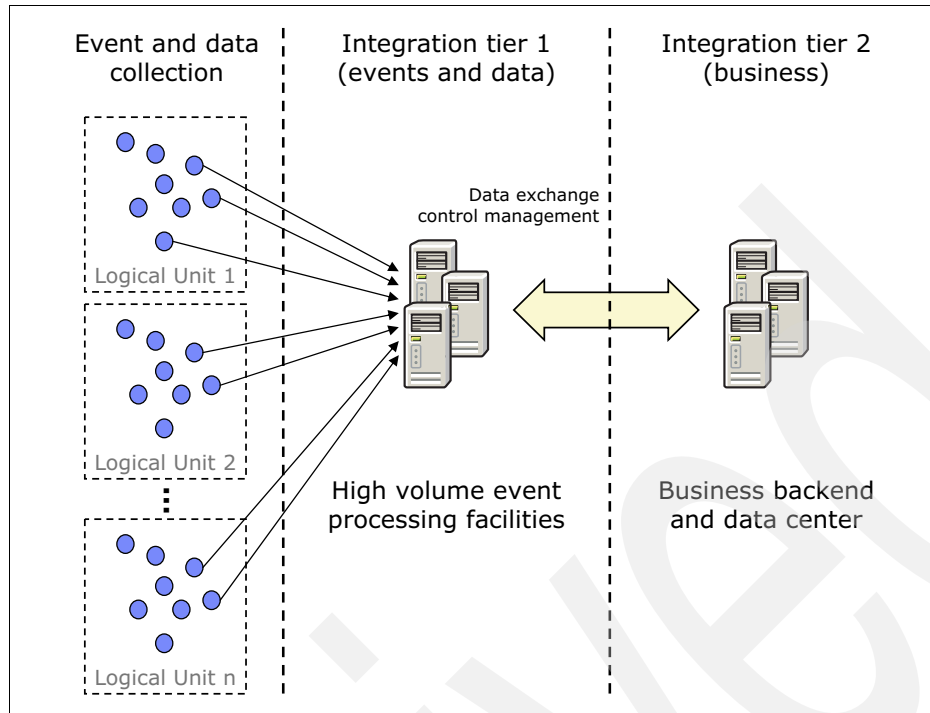 Event and data
collection
Integration tier 1
(events and data)
Integration tier 2
(business)
Data exchange
control management
Logical Unit 1
Logical Unit 2
Logical Unit n
High volume event
processing facilities
Business backend
and data center